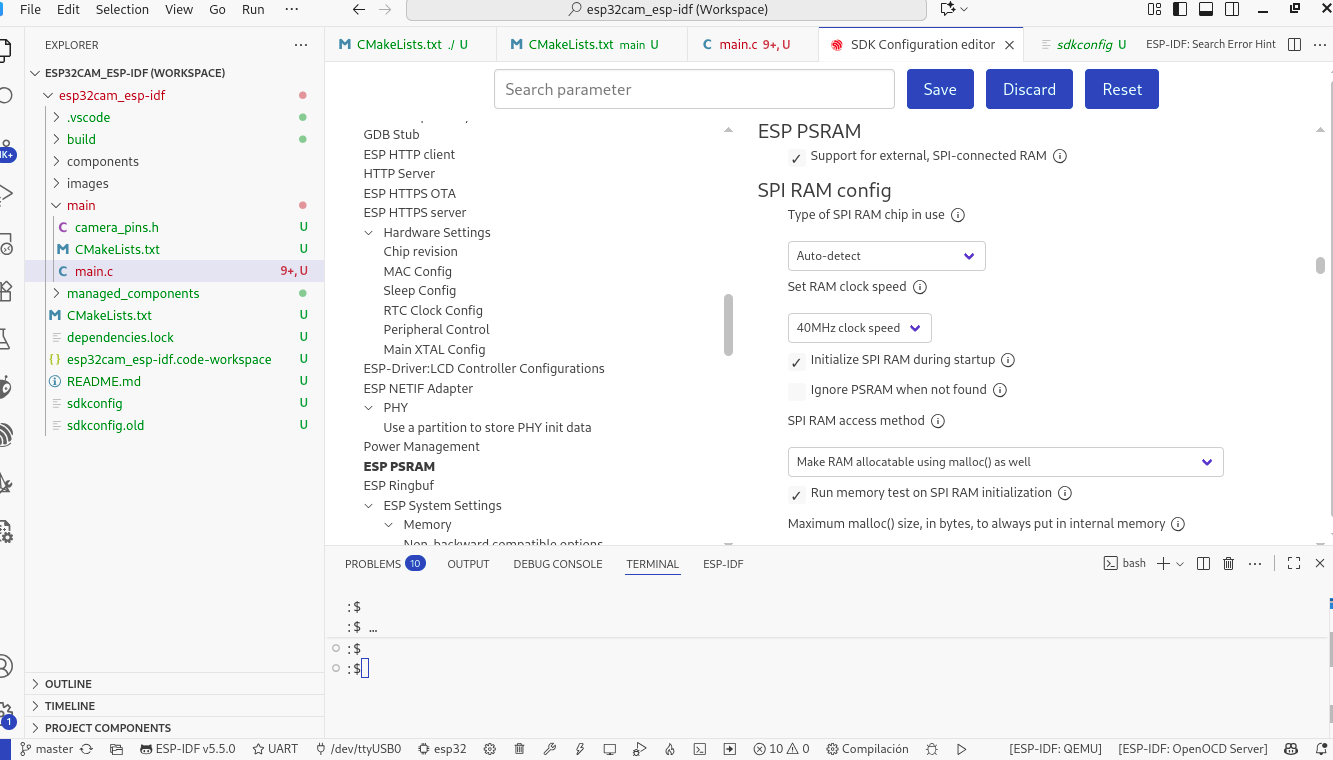 File Edit Selection View Go Run ··· esp32cam_esp-idf (Workspace)
EXPLORER ···
ESP32CAM_ESP-IDF (WORKSPACE)
esp32cam_esp-idf
.vscode
build
components
images
main
C camera_pins.h U
M CMakeLists.txt U
C main.c 9+, U
managed_components
M CMakeLists.txt U
dependencies.lock U
{} esp32cam_esp-idf.code-workspace U
README.md U
sdkconfig U
sdkconfig.old U
OUTLINE
TIMELINE
PROJECT COMPONENTS
1K+
1
M CMakeLists.txt ./ U
M CMakeLists.txt main U
C main.c 9+, U
SDK Configuration editor
sdkconfig U
ESP-IDF: Search Error Hint ···
Search parameter
Save
Discard
Reset
GDB Stub
ESP HTTP client
HTTP Server
ESP HTTPS OTA
ESP HTTPS server
Hardware Settings
Chip revision
MAC Config
Sleep Config
RTC Clock Config
Peripheral Control
Main XTAL Config
ESP-Driver:LCD Controller Configurations
ESP NETIF Adapter
PHY
Use a partition to store PHY init data
Power Management
ESP PSRAM
ESP Ringbuf
ESP System Settings
Memory
Non-backward compatible options
ESP PSRAM
Support for external, SPI-connected RAM
SPI RAM config
Type of SPI RAM chip in use
Auto-detect
Set RAM clock speed
40MHz clock speed
Initialize SPI RAM during startup
Ignore PSRAM when not found
SPI RAM access method
Make RAM allocatable using malloc() as well
Run memory test on SPI RAM initialization
Maximum malloc() size, in bytes, to always put in internal memory
PROBLEMS 10 OUTPUT DEBUG CONSOLE TERMINAL ESP-IDF bash ···
:$
:$ …
:$
:$
master ESP-IDF v5.5.0 UART /dev/ttyUSB0 esp32 10 0 Compilación [ESP-IDF: QEMU] [ESP-IDF: OpenOCD Server]